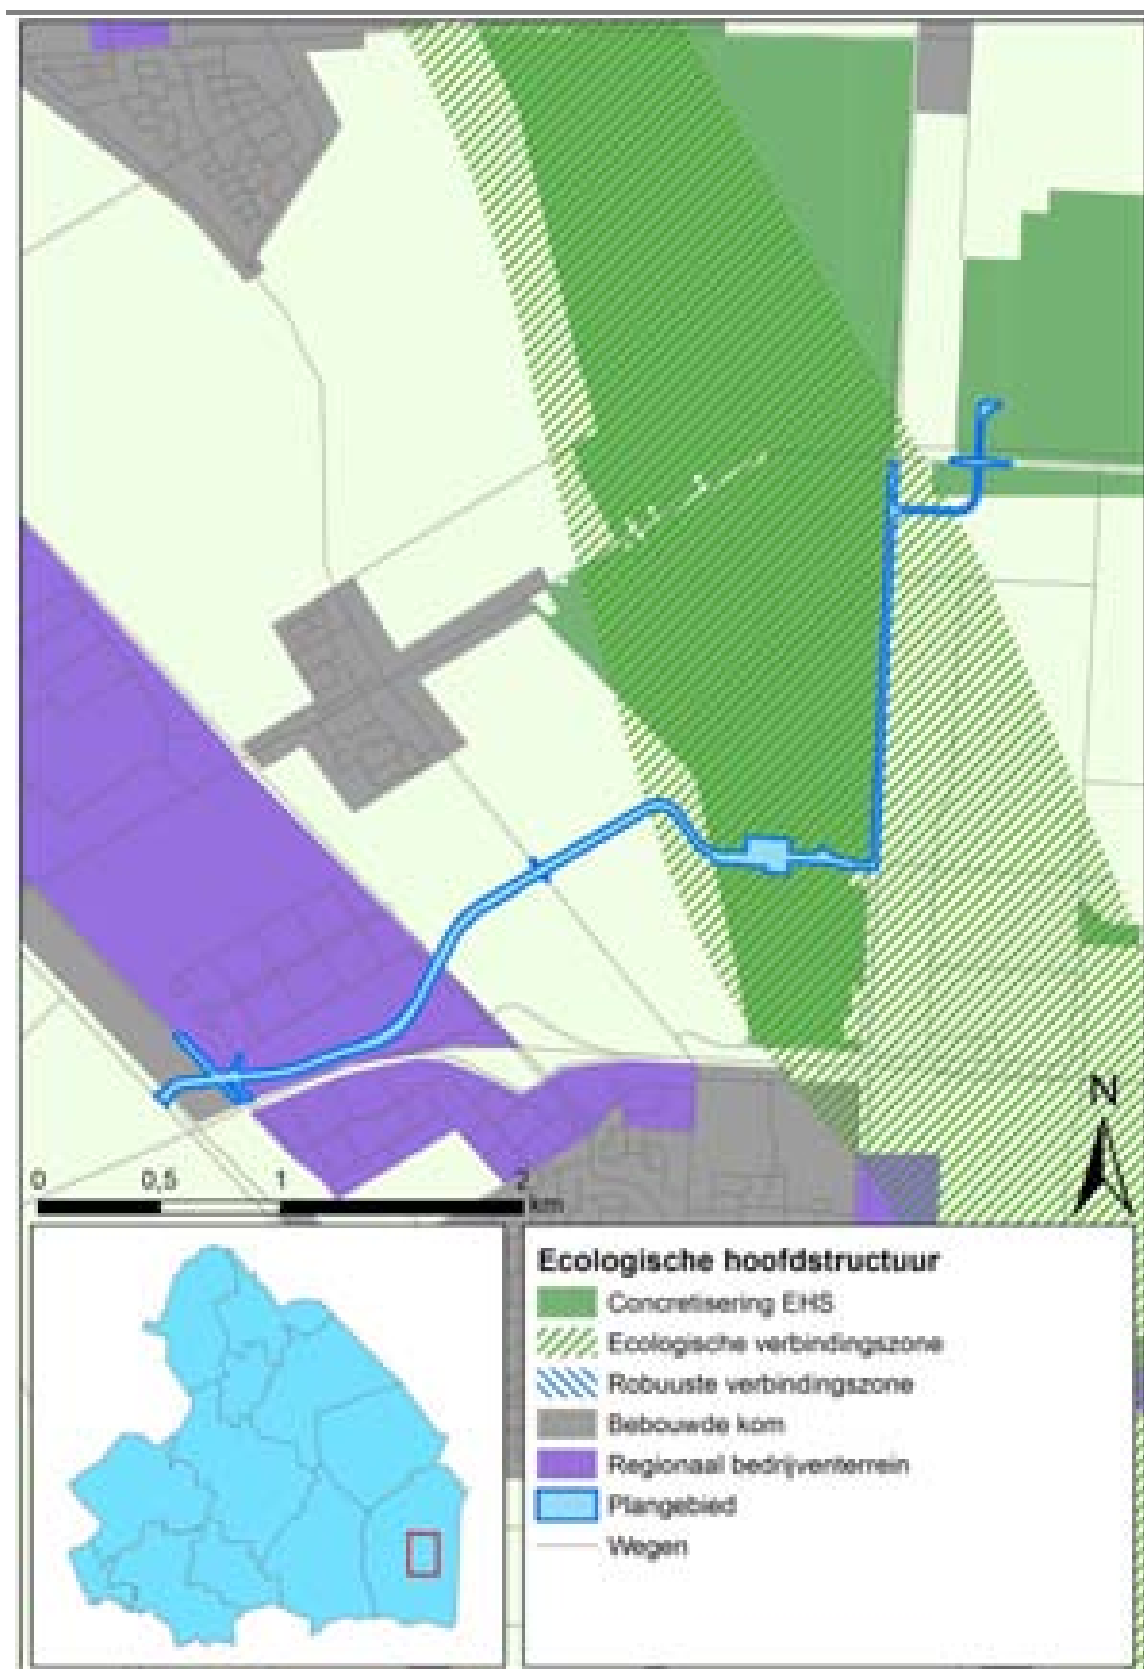 N
0 0,5 1 2
km
Ecologische hoofdstructuur
Concretisering EHS
Ecologische verbindingszone
Robuuste verbindingszone
Bebouwde kom
Regionaal bedrijventerrein
Plangebied
Wegen